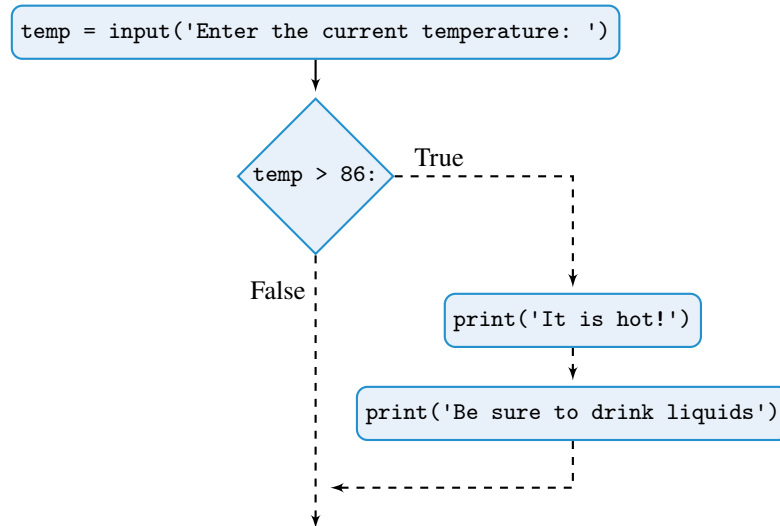 temp = input('Enter the current temperature: ')
temp > 86:
True
False
print('It is hot!')
print('Be sure to drink liquids')